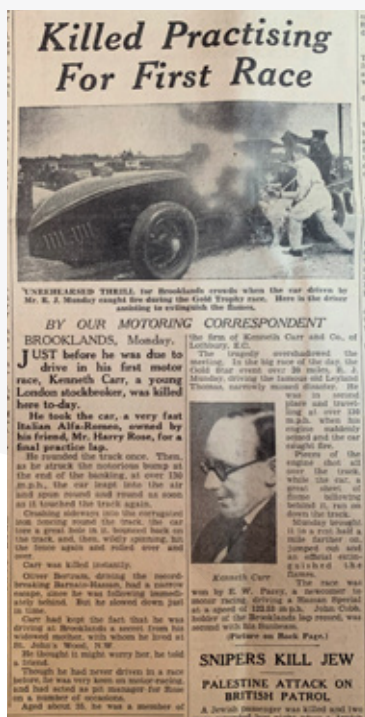 Killed Practising
For First Race
UNREHEARSED THRILL for Brooklands crowds when the car driven by
Mr. R. J. Munday caught fire during the Gold Trophy race. Here is the driver
assisting to extinguish the flames.
BY OUR MOTORING CORRESPONDENT
BROOKLANDS, Monday.
JUST before he was due to
drive in his first motor
race, Kenneth Carr, a young
London stockbroker, was killed
here to-day.
He took the car, a very fast
Italian Alfa-Romeo, owned by
his friend, Mr. Harry Rose, for a
final practice lap.
He rounded the track once. Then,
as he struck the notorious bump at
the end of the banking, at over 130
m.p.h., the car leapt into the air
and spun round and round as soon
as it touched the track again.
Crashing sideways into the corrugated
iron fencing round the track, the car
tore a great hole in it, bounced back on
the track, and, then, wildly spinning, hit
the fence again and rolled over and
over.
Carr was killed instantly.
Oliver Bertram, driving the record-
breaking Barnato-Hassan, had a narrow
escape, since he was following immedi-
ately behind. But he slowed down just
in time.
Carr had kept the fact that he was
driving at Brooklands a secret from his
widowed mother, with whom he lived at
St. John's Wood, N.W.
He thought it might worry her, he told
a friend.
Though he had never driven in a race
before, he was very keen on motor-racing,
and had acted as pit manager for Rose
on a number of occasions.
Aged about 25, he was a member of
the firm of Kenneth Carr and Co., of
Lothbury, E.C.
The tragedy overshadowed the
meeting. In the big race of the day, the
Gold Star event over 20 miles, R. J.
Munday, driving the famous old Leyland
Thomas, narrowly missed disaster. He
was in second
place and travel-
ling at over 130
m.p.h. when his
engine suddenly
seized and the car
caught fire.
Pieces of the
engine shot all
over the track,
while the car, a
great sheet of
flame billowing
behind it, ran on
down the track.
Munday brought
it to a rest half a
mile further on,
jumped out and
an official extin-
guished the
flames.
Kenneth Carr
The race was
won by E. W. Pacey, a newcomer to
motor racing, driving a Hassan Special
at a speed of 122.53 m.p.h. John Cobb,
holder of the Brooklands lap record, was
second with his Sunbeam.
(Picture on Back Page.)
SNIPERS KILL JEW
PALESTINE ATTACK ON
BRITISH PATROL
A Jewish passenger was killed and two